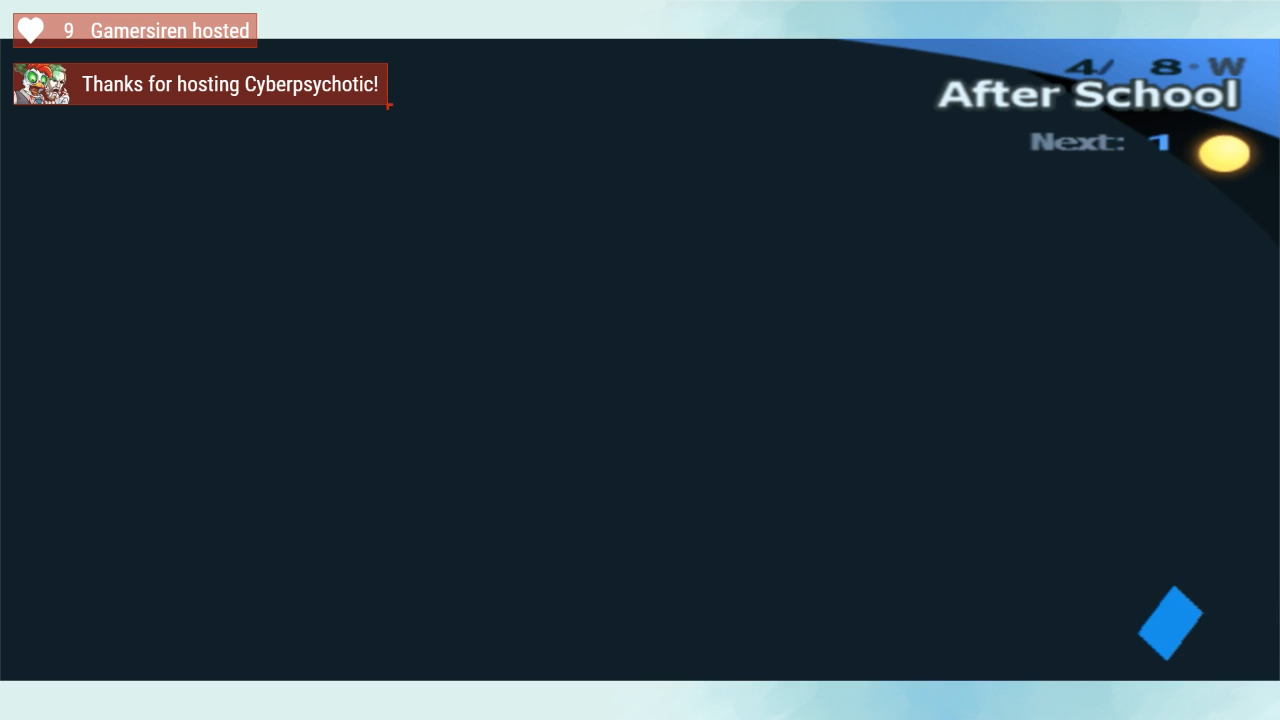 9 Gamersiren hosted
Thanks for hosting Cyberpsychotic!
4/ 8 · W
After School
Next: 1